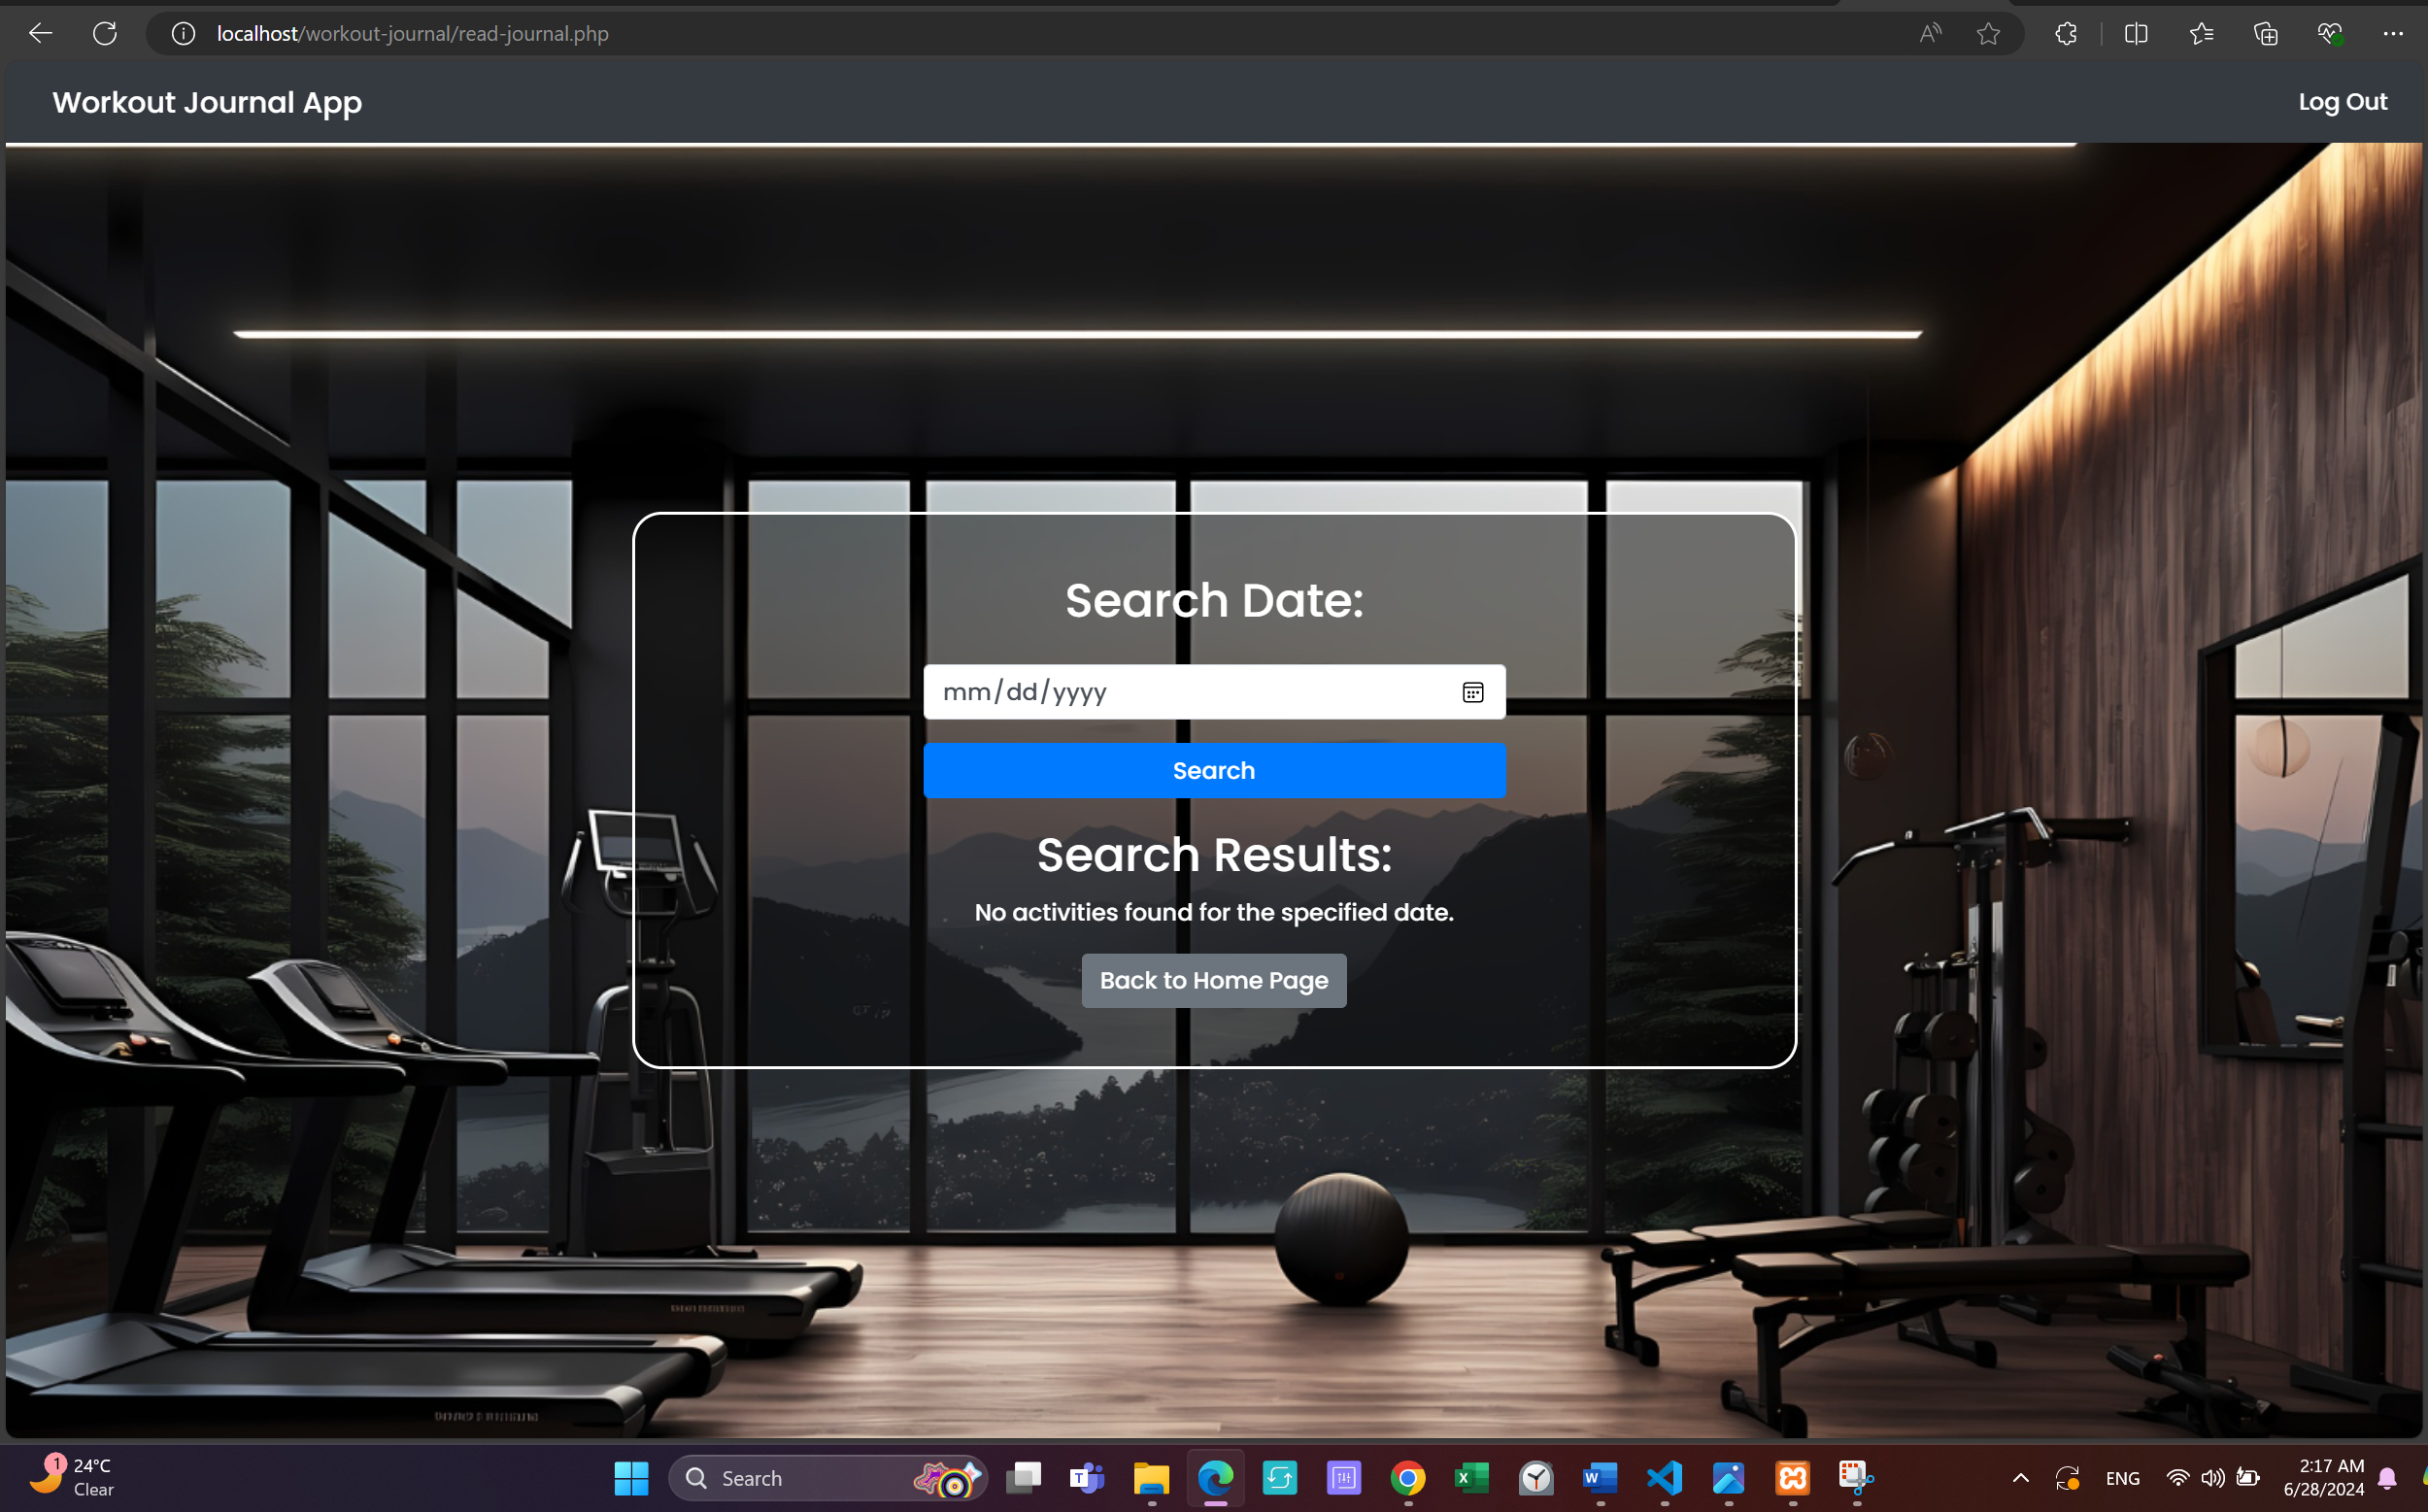 localhost/workout-journal/read-journal.php
Workout Journal App
Log Out
Search Date:
mm/dd/yyyy
Search
Search Results:
No activities found for the specified date.
Back to Home Page
1
24°C
Clear
Search
ENG
2:17 AM
6/28/2024